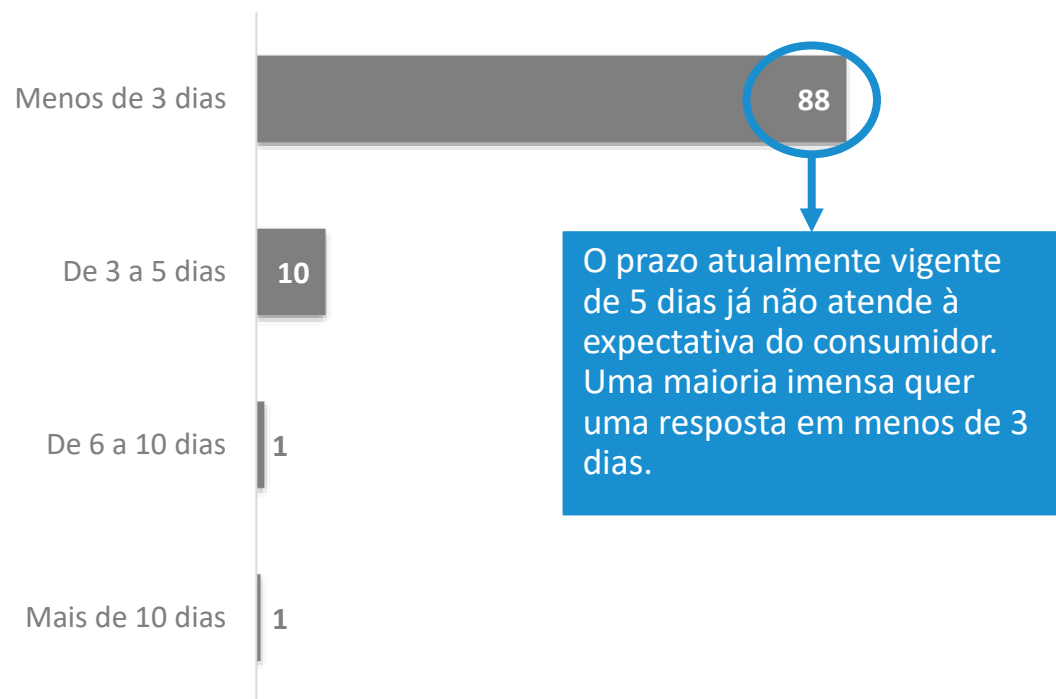 Menos de 3 dias
88
De 3 a 5 dias
10
O prazo atualmente vigente
de 5 dias já não atende à
expectativa do consumidor.
Uma maioria imensa quer
uma resposta em menos de 3
dias.
De 6 a 10 dias
1
Mais de 10 dias
1